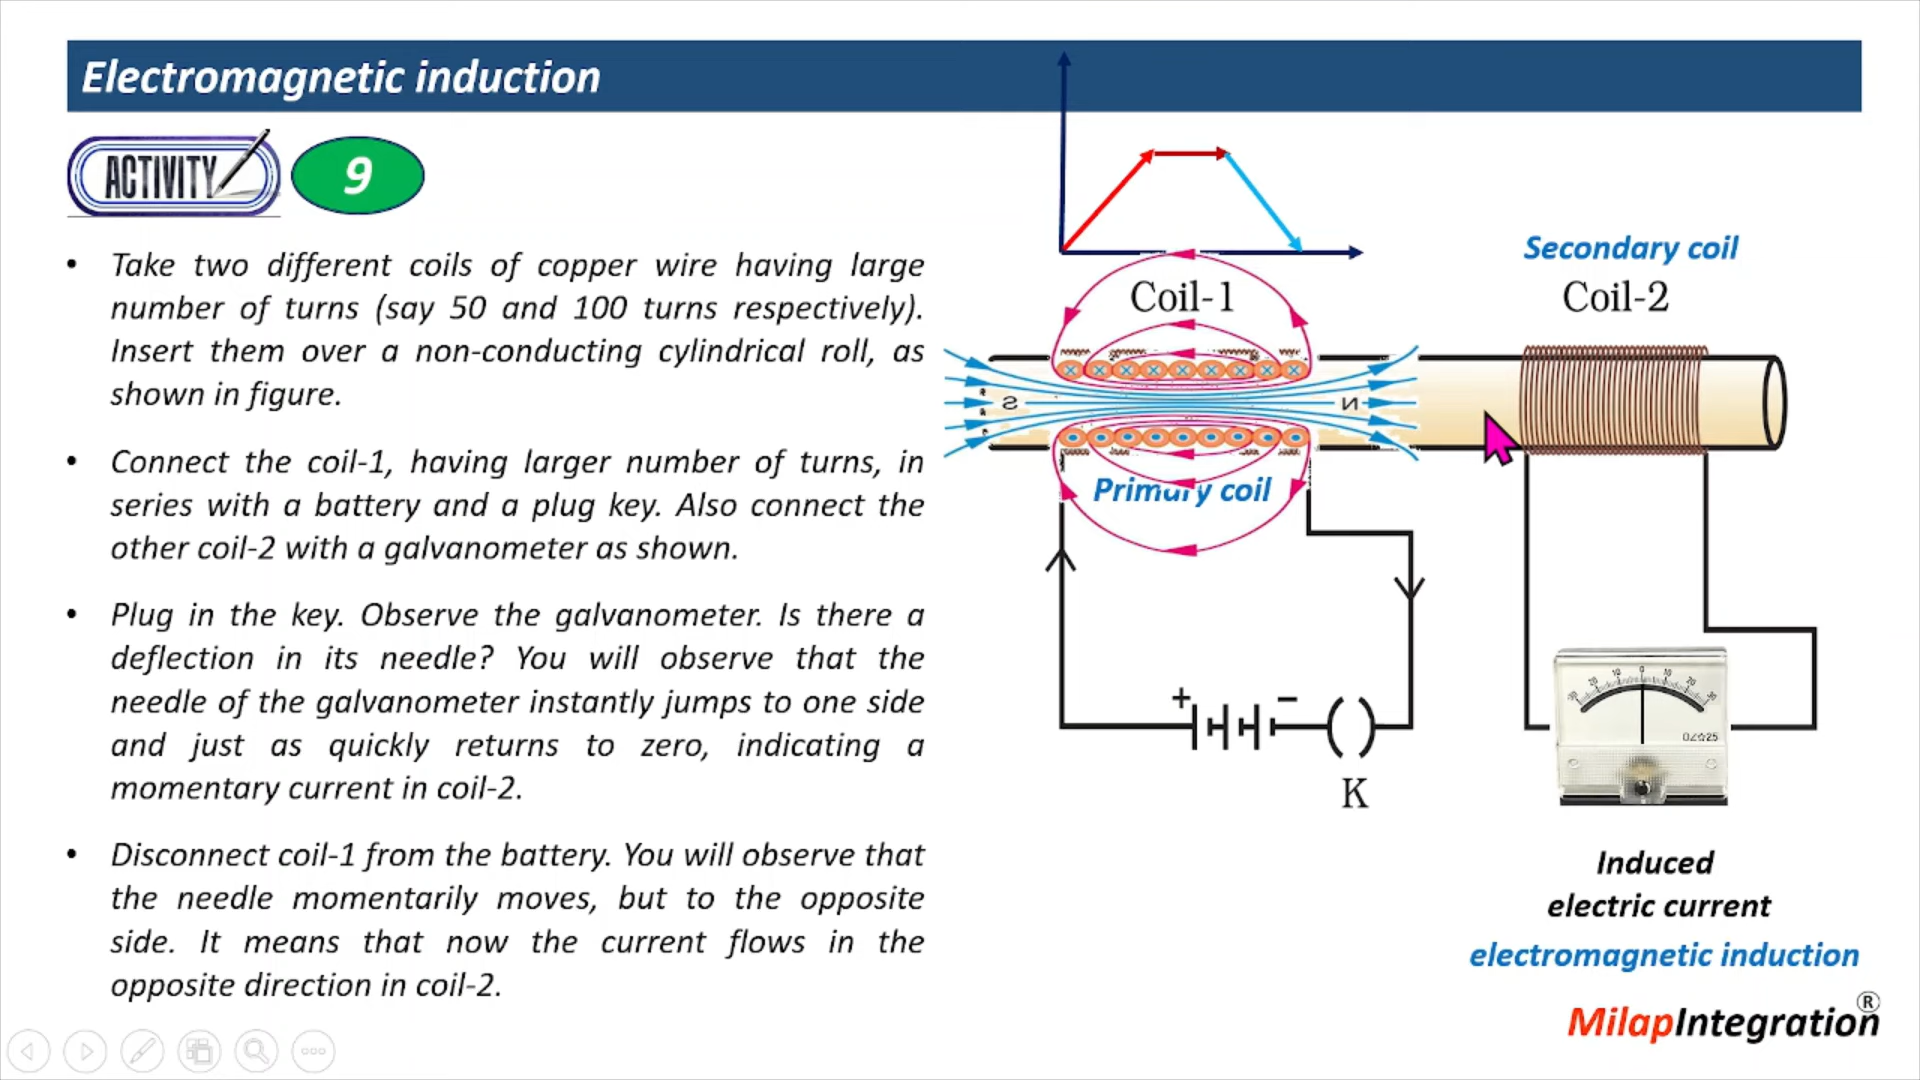 Electromagnetic induction
ACTIVITY 9
• Take two different coils of copper wire having large
number of turns (say 50 and 100 turns respectively).
Insert them over a non-conducting cylindrical roll, as
shown in figure.
• Connect the coil-1, having larger number of turns, in
series with a battery and a plug key. Also connect the
other coil-2 with a galvanometer as shown.
• Plug in the key. Observe the galvanometer. Is there a
deflection in its needle? You will observe that the
needle of the galvanometer instantly jumps to one side
and just as quickly returns to zero, indicating a
momentary current in coil-2.
• Disconnect coil-1 from the battery. You will observe that
the needle momentarily moves, but to the opposite
side. It means that now the current flows in the
opposite direction in coil-2.
Secondary coil
Coil-1
Coil-2
S
N
Primary coil
+ −
K
30 20 10 0 10 20 30
Induced
electric current
electromagnetic induction
MilapIntegration®